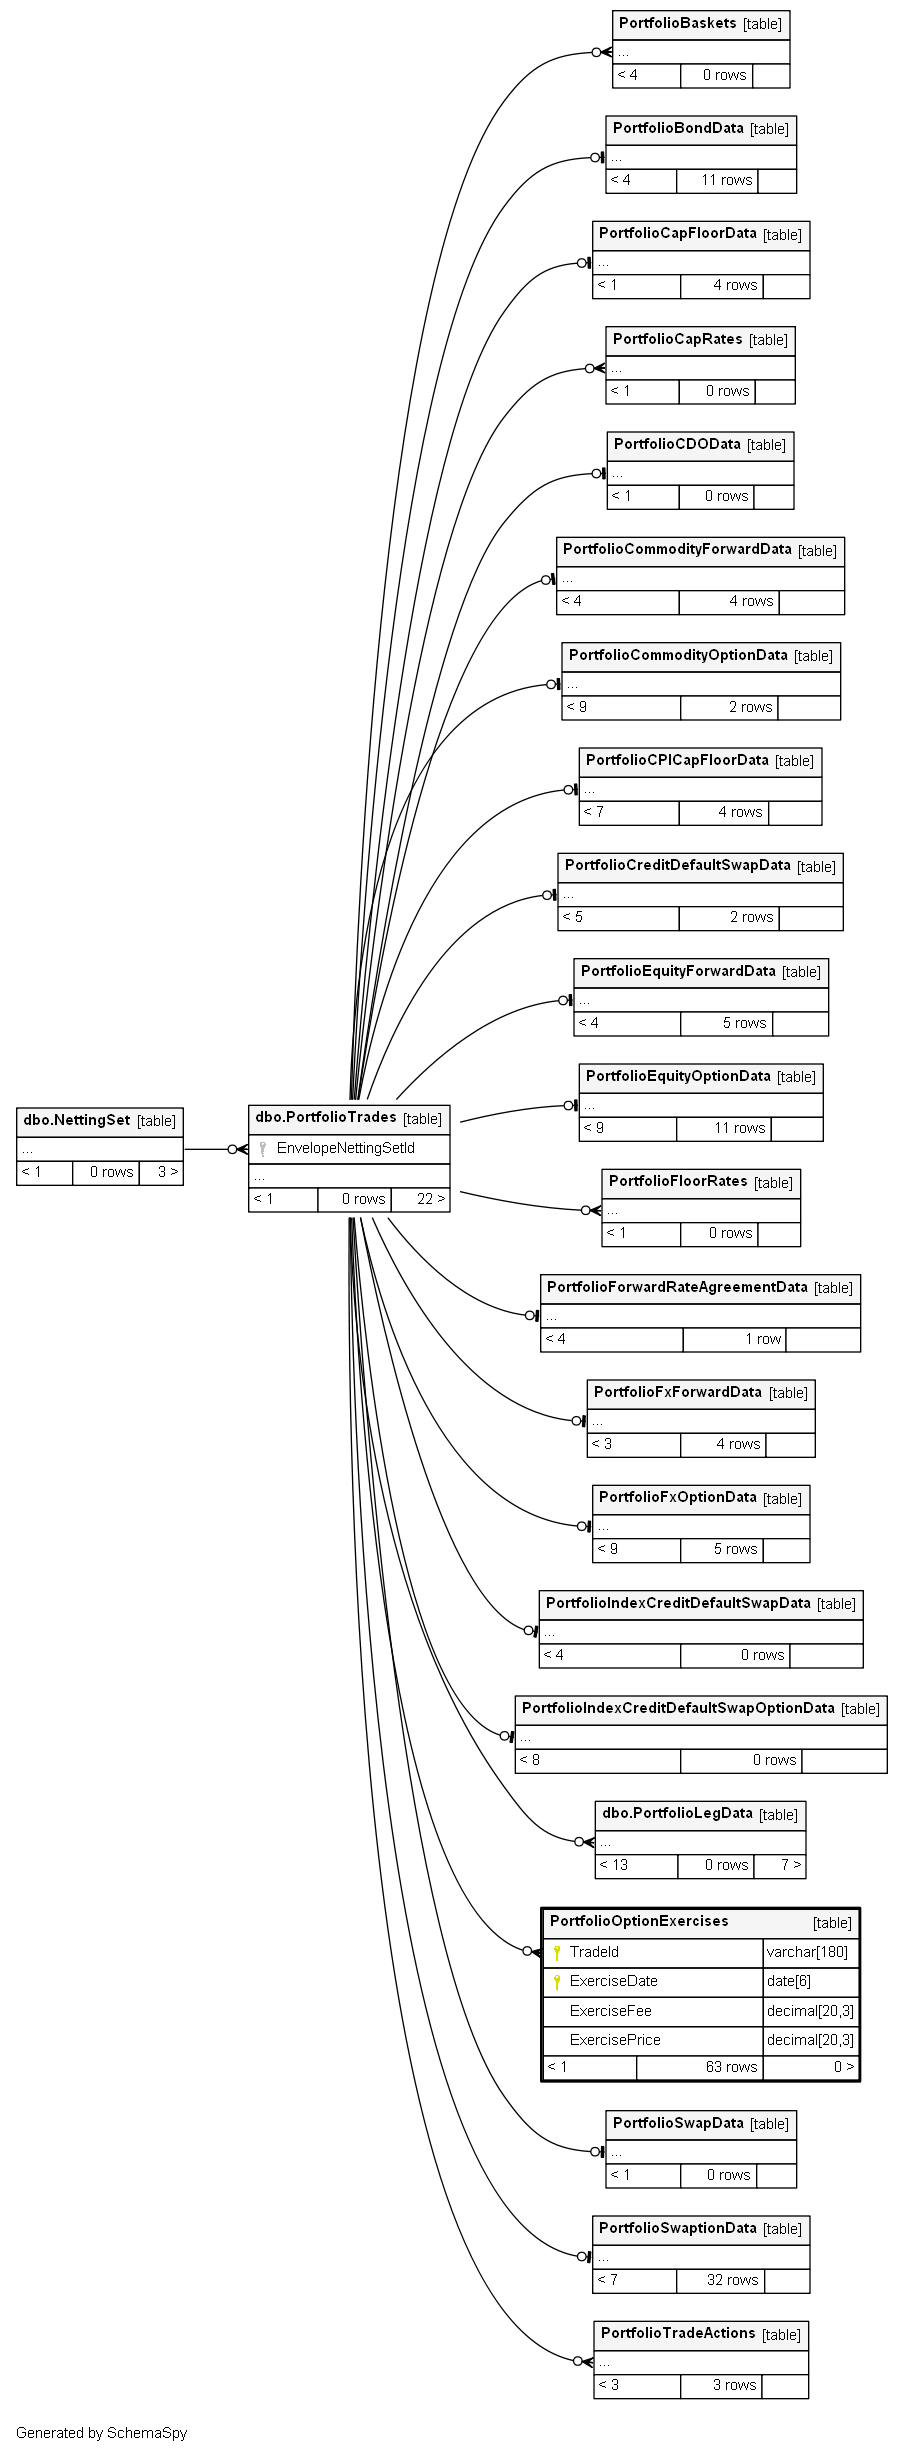 PortfolioBaskets [table]
...
< 4 0 rows
PortfolioBondData [table]
...
< 4 11 rows
PortfolioCapFloorData [table]
...
< 1 4 rows
PortfolioCapRates [table]
...
< 1 0 rows
PortfolioCDOData [table]
...
< 1 0 rows
PortfolioCommodityForwardData [table]
...
< 4 4 rows
PortfolioCommodityOptionData [table]
...
< 9 2 rows
PortfolioCPICapFloorData [table]
...
< 7 4 rows
PortfolioCreditDefaultSwapData [table]
...
< 5 2 rows
PortfolioEquityForwardData [table]
...
< 4 5 rows
PortfolioEquityOptionData [table]
...
< 9 11 rows
dbo.NettingSet [table]
...
< 1 0 rows 3 >
dbo.PortfolioTrades [table]
EnvelopeNettingSetId
...
< 1 0 rows 22 >
PortfolioFloorRates [table]
...
< 1 0 rows
PortfolioForwardRateAgreementData [table]
...
< 4 1 row
PortfolioFxForwardData [table]
...
< 3 4 rows
PortfolioFxOptionData [table]
...
< 9 5 rows
PortfolioIndexCreditDefaultSwapData [table]
...
< 4 0 rows
PortfolioIndexCreditDefaultSwapOptionData [table]
...
< 8 0 rows
dbo.PortfolioLegData [table]
...
< 13 0 rows 7 >
PortfolioOptionExercises [table]
TradeId varchar[180]
ExerciseDate date[6]
ExerciseFee decimal[20,3]
ExercisePrice decimal[20,3]
< 1 63 rows 0 >
PortfolioSwapData [table]
...
< 1 0 rows
PortfolioSwaptionData [table]
...
< 7 32 rows
PortfolioTradeActions [table]
...
< 3 3 rows
Generated by SchemaSpy